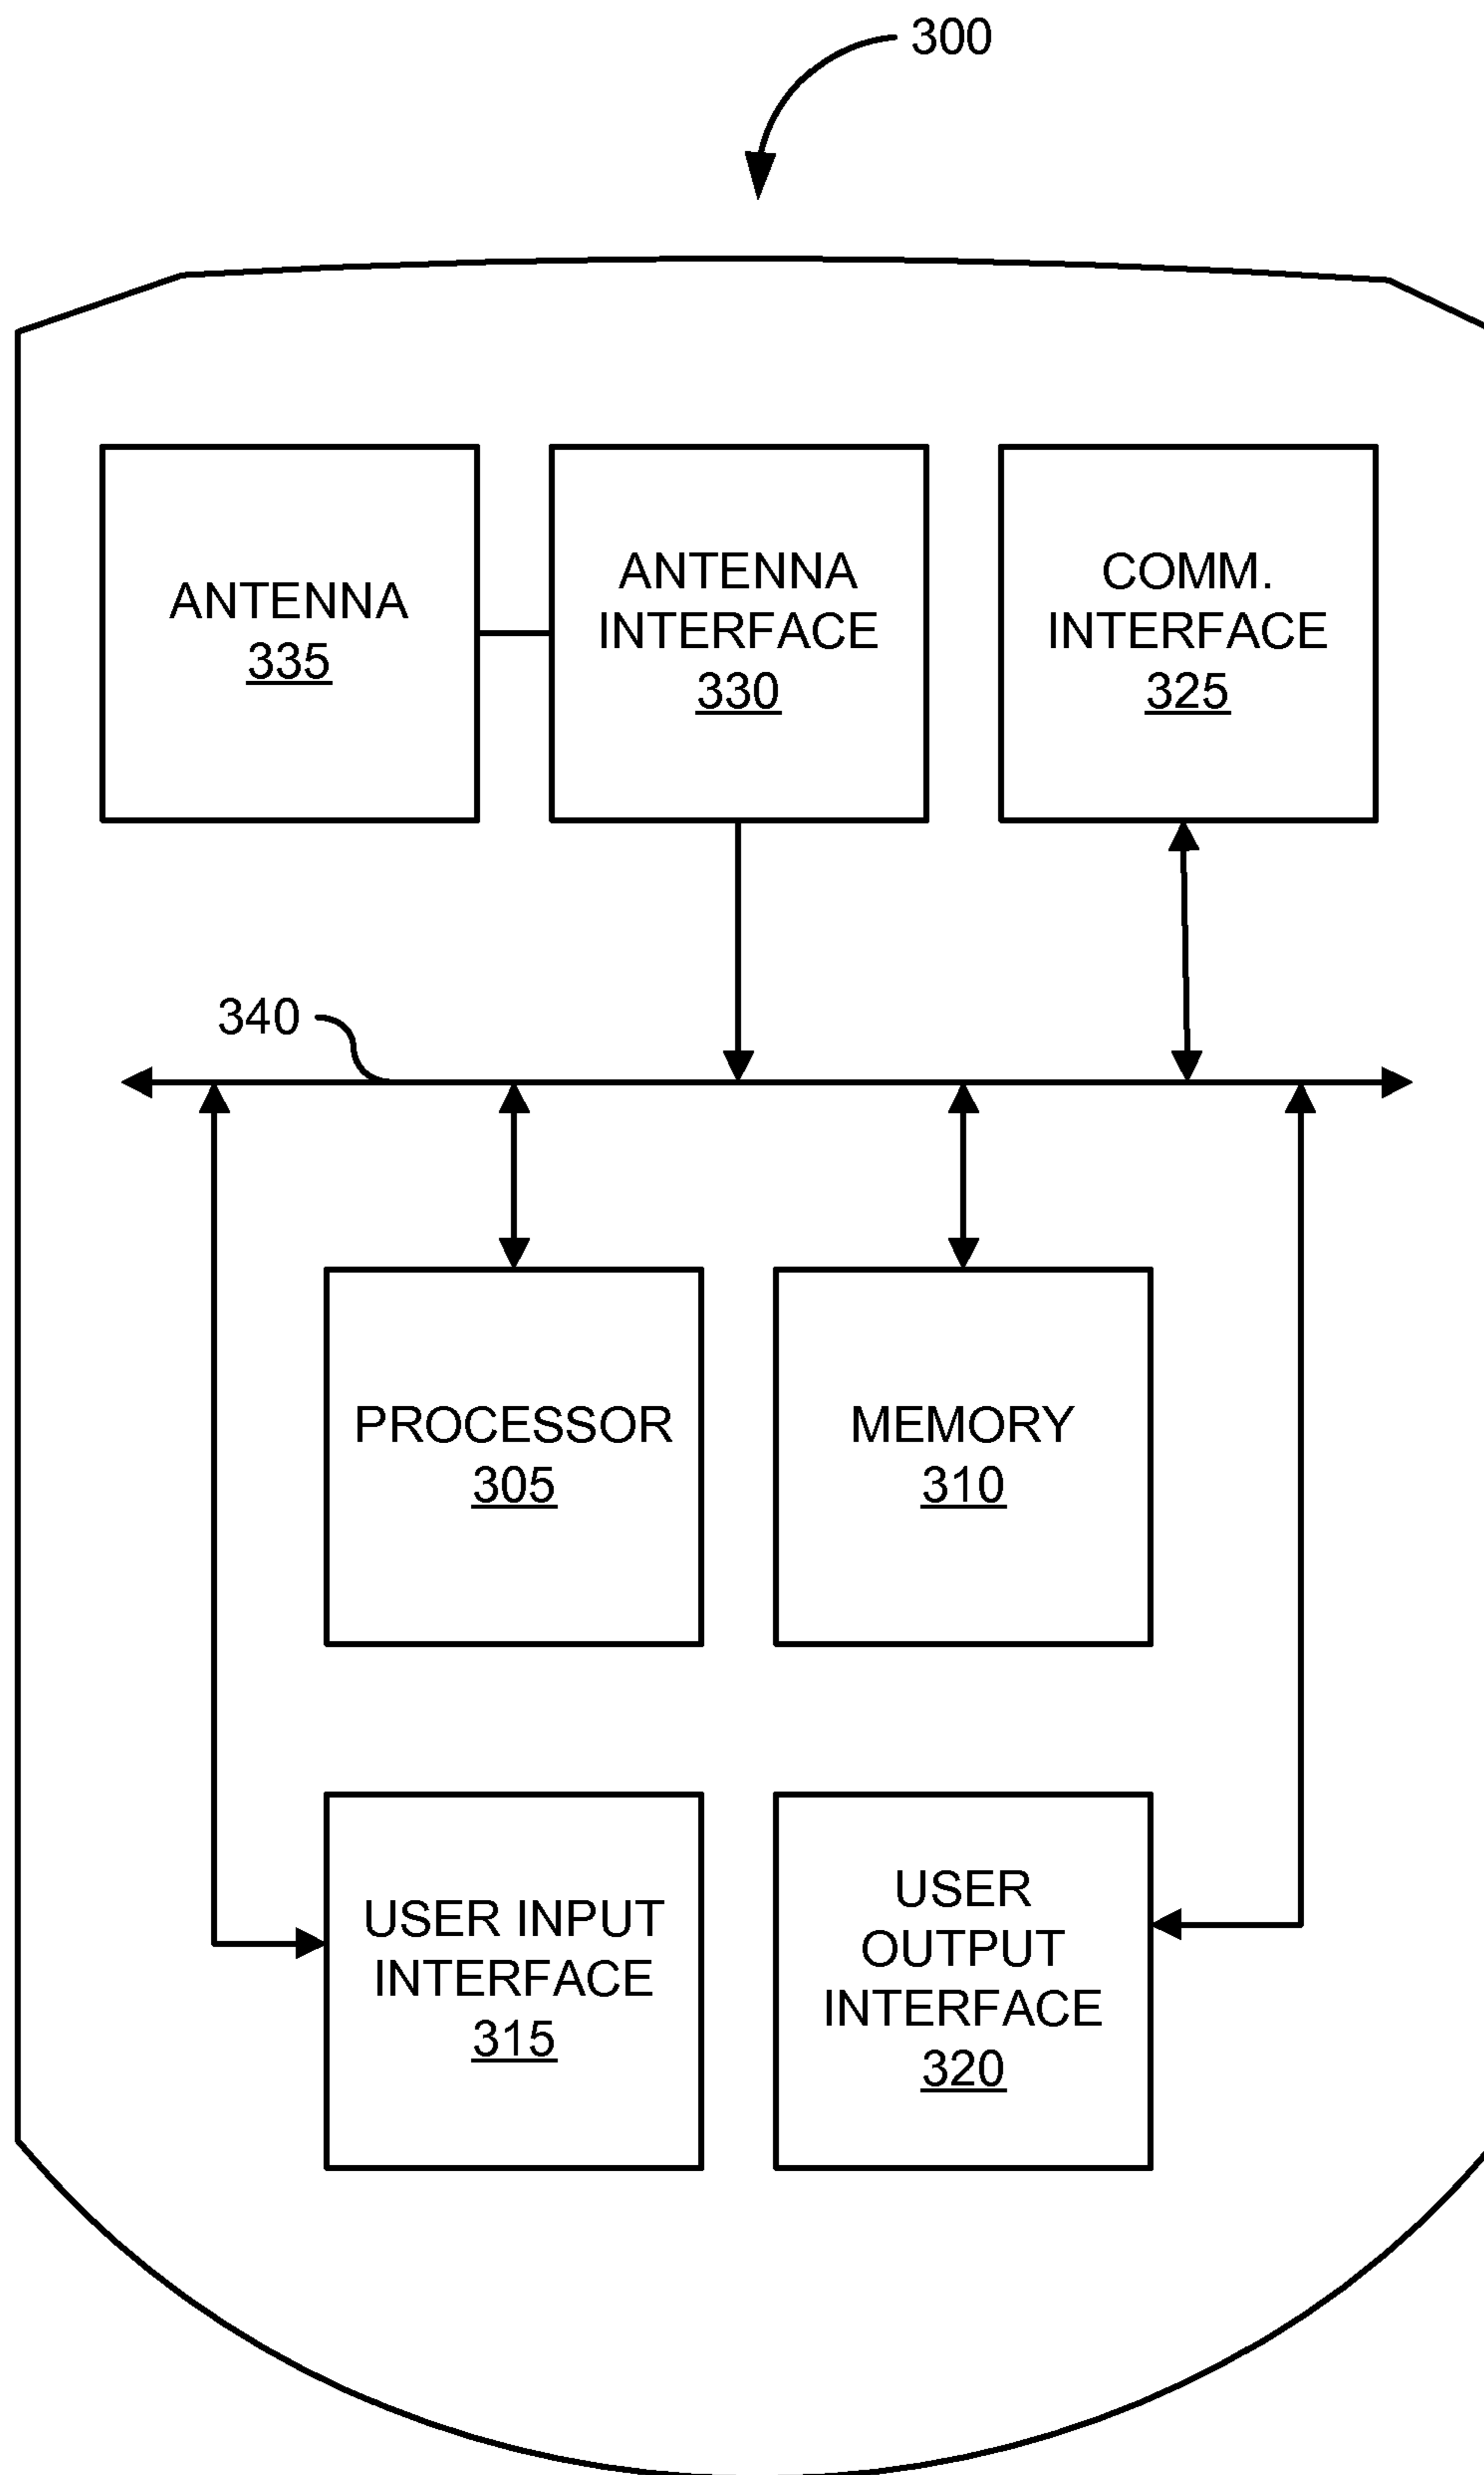 300
ANTENNA
335
ANTENNA
INTERFACE
330
COMM.
INTERFACE
325
340
PROCESSOR
305
MEMORY
310
USER INPUT
INTERFACE
315
USER
OUTPUT
INTERFACE
320